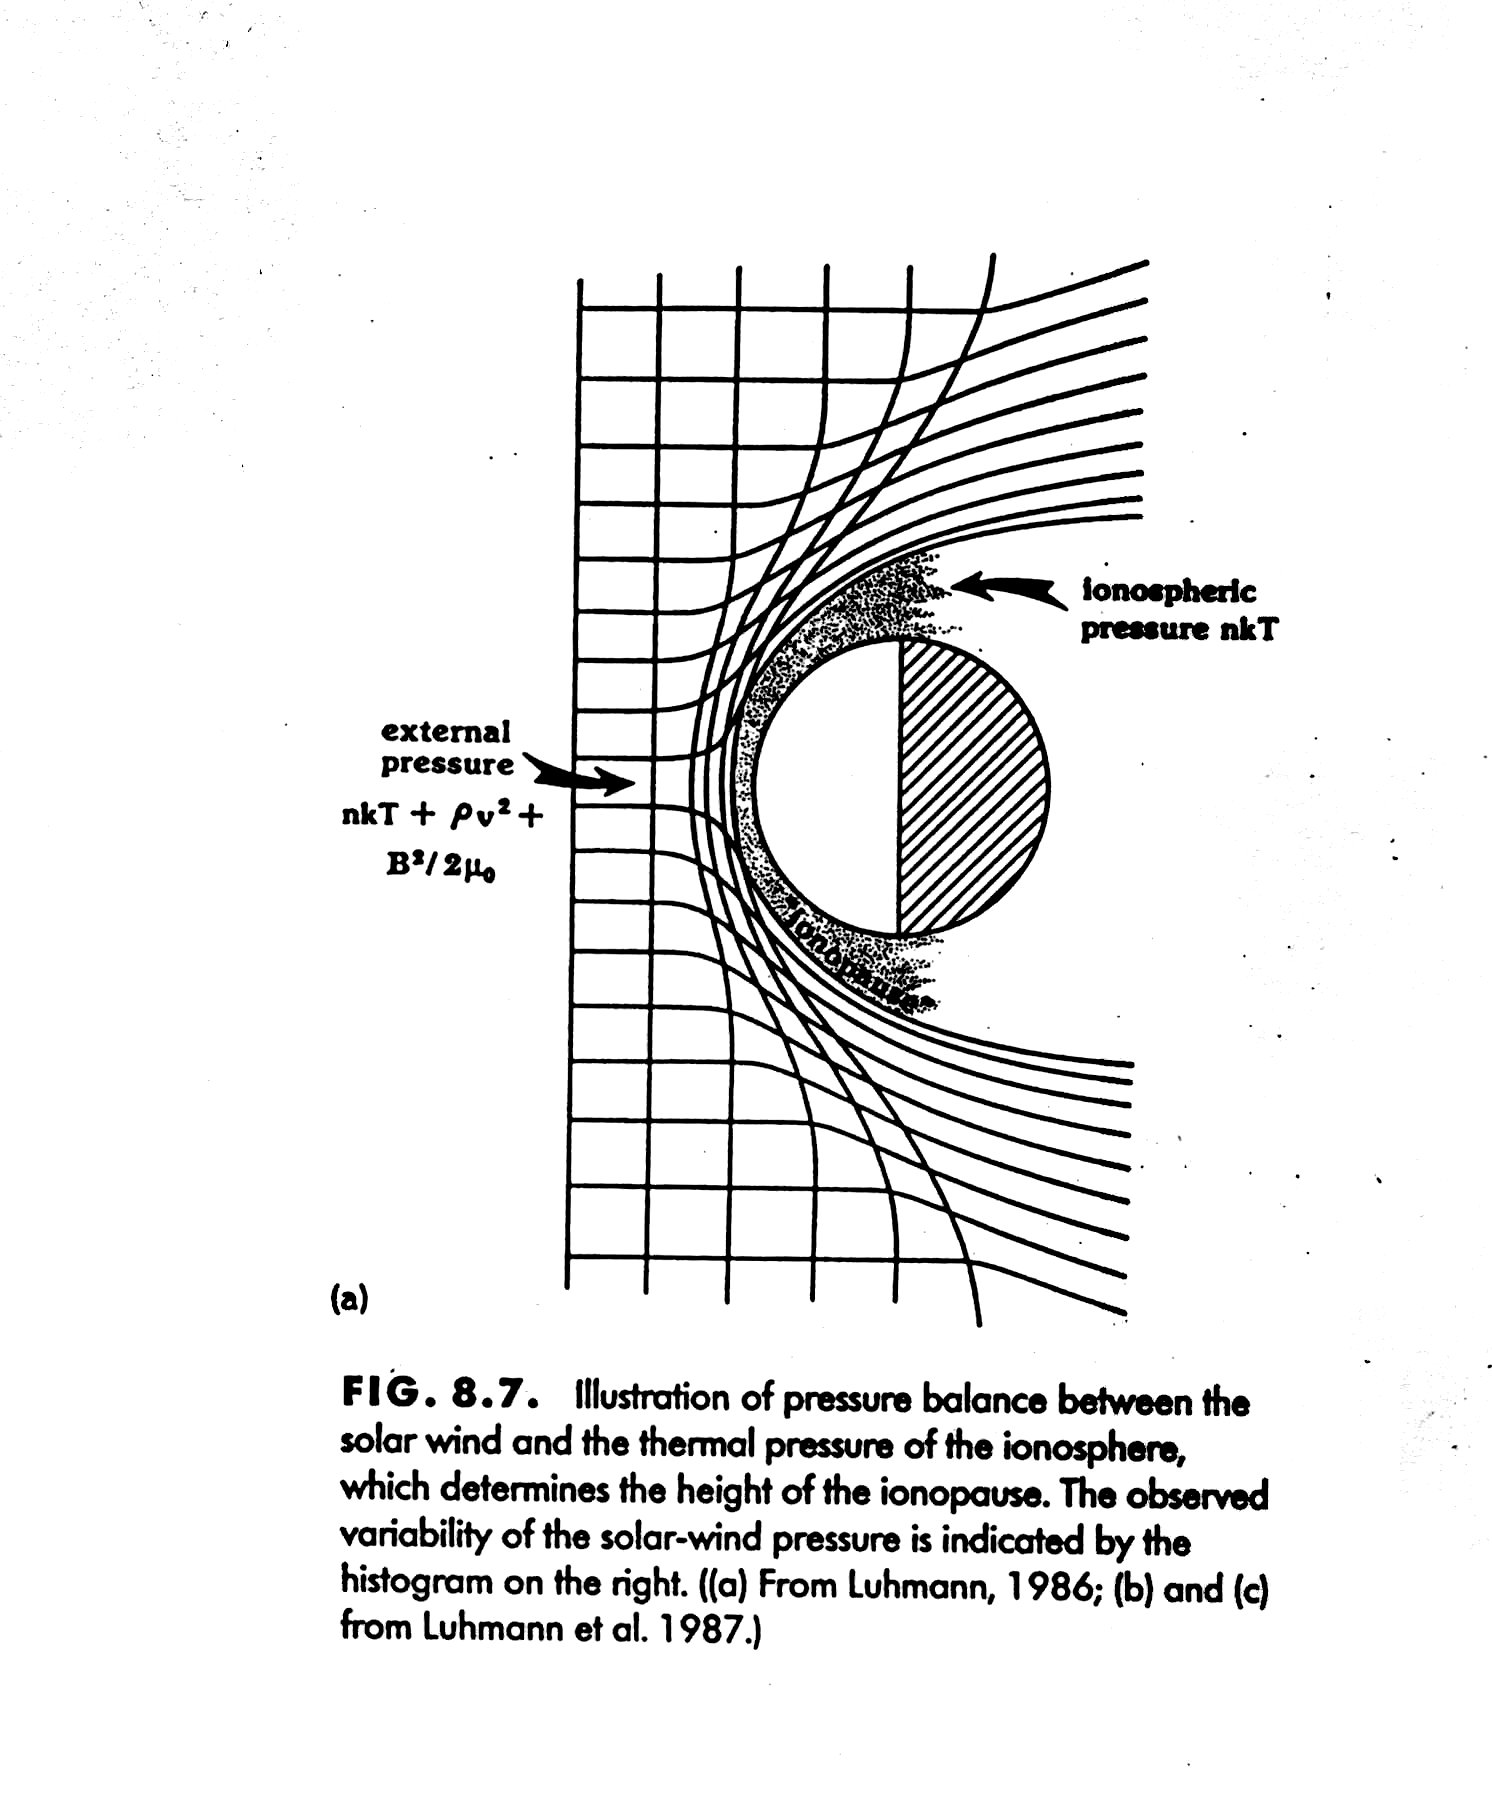 ionospheric
pressure nkT
external
pressure
nkT + ρv² +
B²/2μ₀
"ionopause"
(a)
FIG. 8.7. Illustration of pressure balance between the
solar wind and the thermal pressure of the ionosphere,
which determines the height of the ionopause. The observed
variability of the solar-wind pressure is indicated by the
histogram on the right. ((a) From Luhmann, 1986; (b) and (c)
from Luhmann et al. 1987.)